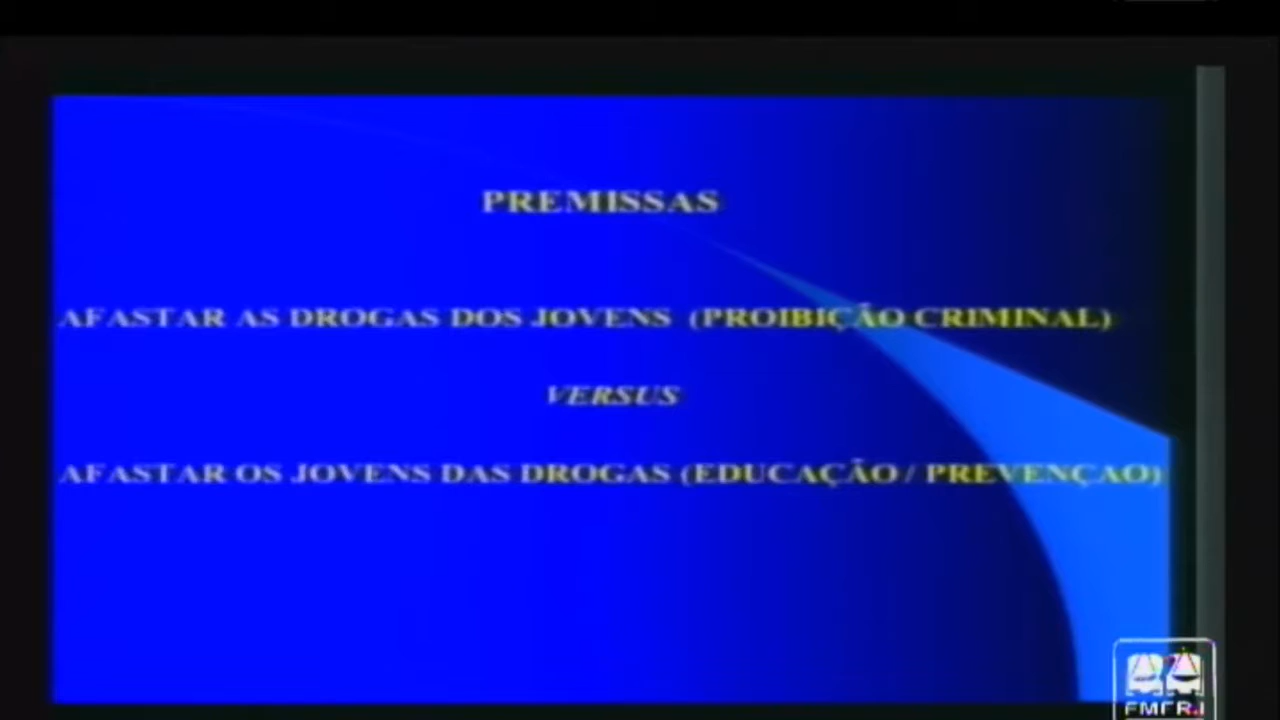 PREMISSAS
AFASTAR AS DROGAS DOS JOVENS (PROIBIÇÃO CRIMINAL)
VERSUS
AFASTAR OS JOVENS DAS DROGAS (EDUCAÇÃO / PREVENÇAO)
EMERJ